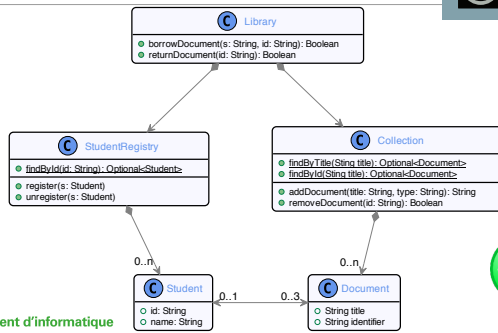 C Library
borrowDocument(s: String, id: String): Boolean
returnDocument(id: String): Boolean
C StudentRegistry
findById(id: String): Optional<Student>
register(s: Student)
unregister(s: Student)
C Collection
findByTitle(Sting title): Optional<Document>
findById(Sting title): Optional<Document>
addDocument(title: String, type: String): String
removeDocument(id: String): Boolean
0..n
0..n
C Student
id: String
name: String
0..1
0..3
C Document
String title
String identifier
ent d'informatique